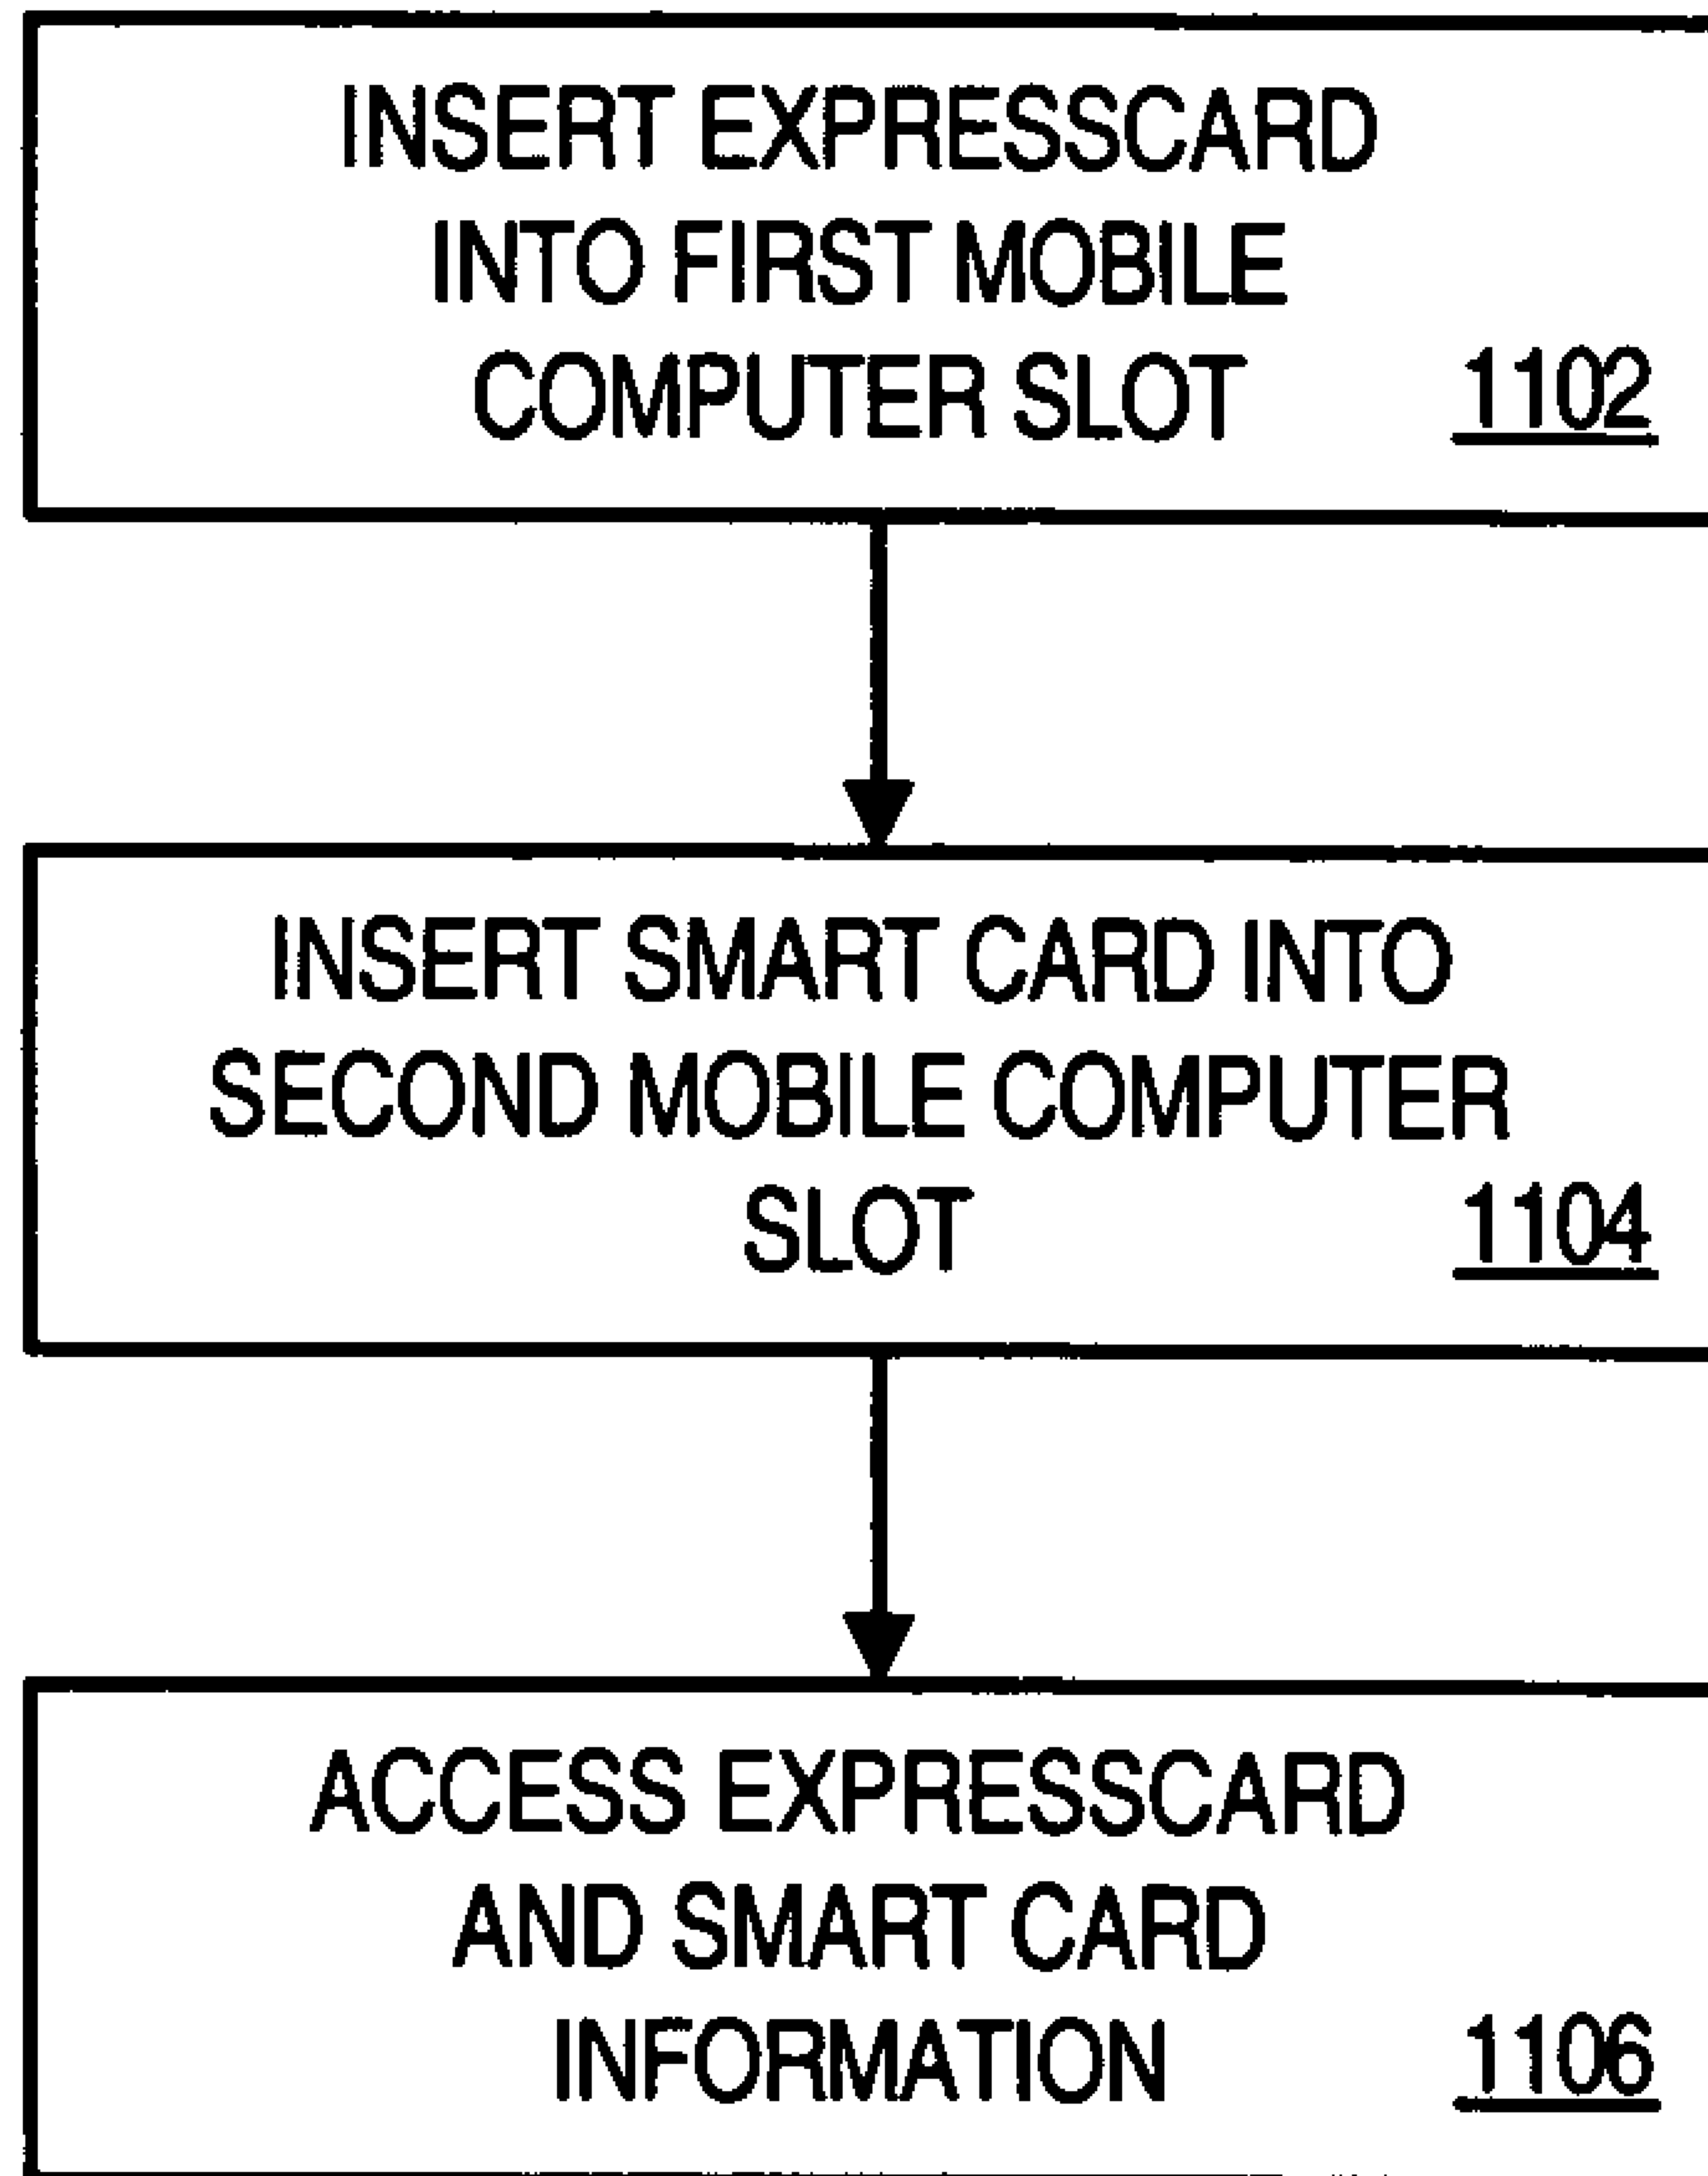 INSERT EXPRESSCARD
INTO FIRST MOBILE
COMPUTER SLOT
1102
INSERT SMART CARD INTO
SECOND MOBILE COMPUTER
SLOT
1104
ACCESS EXPRESSCARD
AND SMART CARD
INFORMATION
1106